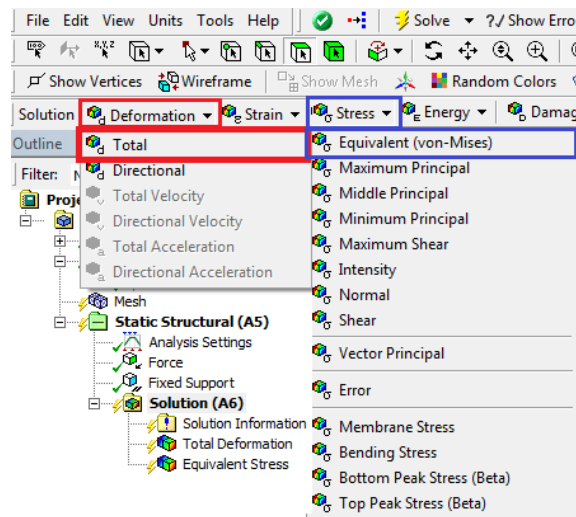 File Edit View Units Tools Help
Solve ?/ Show Erro
Show Vertices Wireframe Show Mesh Random Colors
Solution Deformation Strain Stress Energy Damag
Outline
Filter:
Total
Directional
Total Velocity
Directional Velocity
Total Acceleration
Directional Acceleration
Equivalent (von-Mises)
Maximum Principal
Middle Principal
Minimum Principal
Maximum Shear
Intensity
Normal
Shear
Vector Principal
Error
Membrane Stress
Bending Stress
Bottom Peak Stress (Beta)
Top Peak Stress (Beta)
Proje
Mesh
Static Structural (A5)
Analysis Settings
Force
Fixed Support
Solution (A6)
Solution Information
Total Deformation
Equivalent Stress